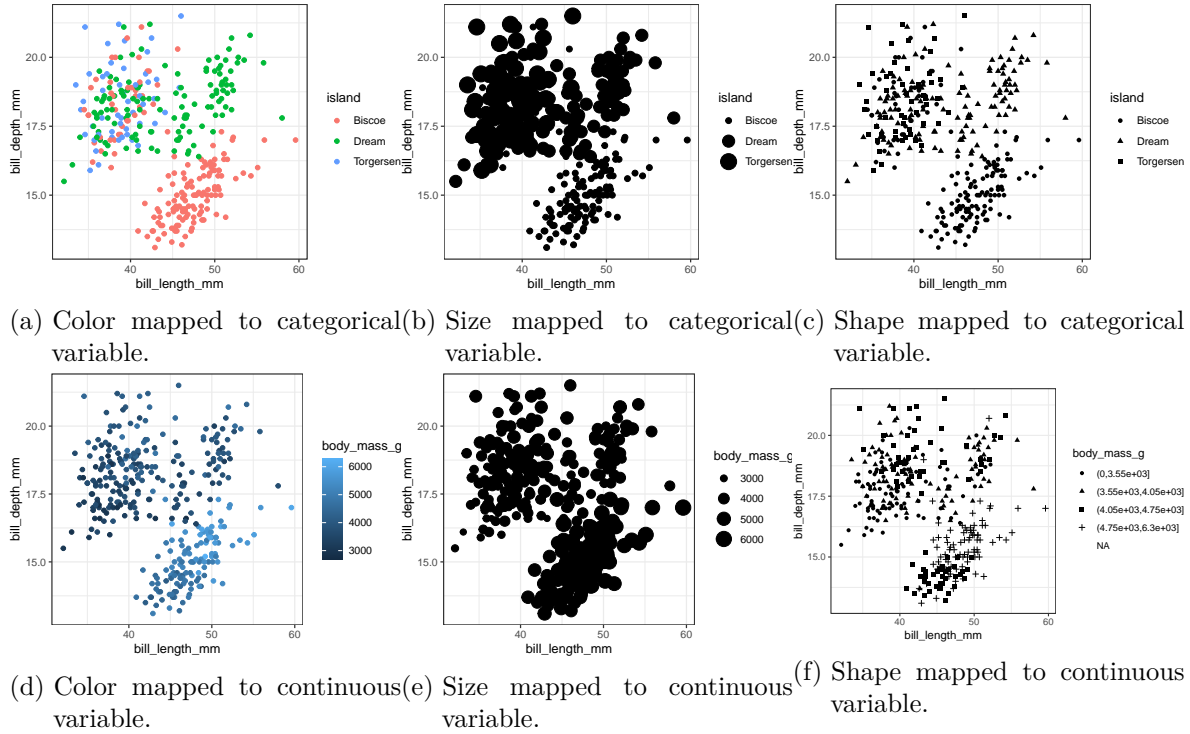 bill_depth_mm
20.0
17.5
15.0
40
50
60
bill_length_mm
island
Biscoe
Dream
Torgersen
bill_depth_mm
20.0
17.5
15.0
40
50
60
bill_length_mm
island
Biscoe
Dream
Torgersen
bill_depth_mm
20.0
17.5
15.0
40
50
60
bill_length_mm
island
Biscoe
Dream
Torgersen
(a) Color mapped to categorical
variable.
(b) Size mapped to categorical
variable.
(c) Shape mapped to categorical
variable.
bill_depth_mm
20.0
17.5
15.0
40
50
60
bill_length_mm
body_mass_g
6000
5000
4000
3000
bill_depth_mm
20.0
17.5
15.0
40
50
60
bill_length_mm
body_mass_g
3000
4000
5000
6000
bill_depth_mm
20.0
17.5
15.0
40
50
60
bill_length_mm
body_mass_g
(0,3.55e+03]
(3.55e+03,4.05e+03]
(4.05e+03,4.75e+03]
(4.75e+03,6.3e+03]
NA
(d) Color mapped to continuous
variable.
(e) Size mapped to continuous
variable.
(f) Shape mapped to continuous
variable.